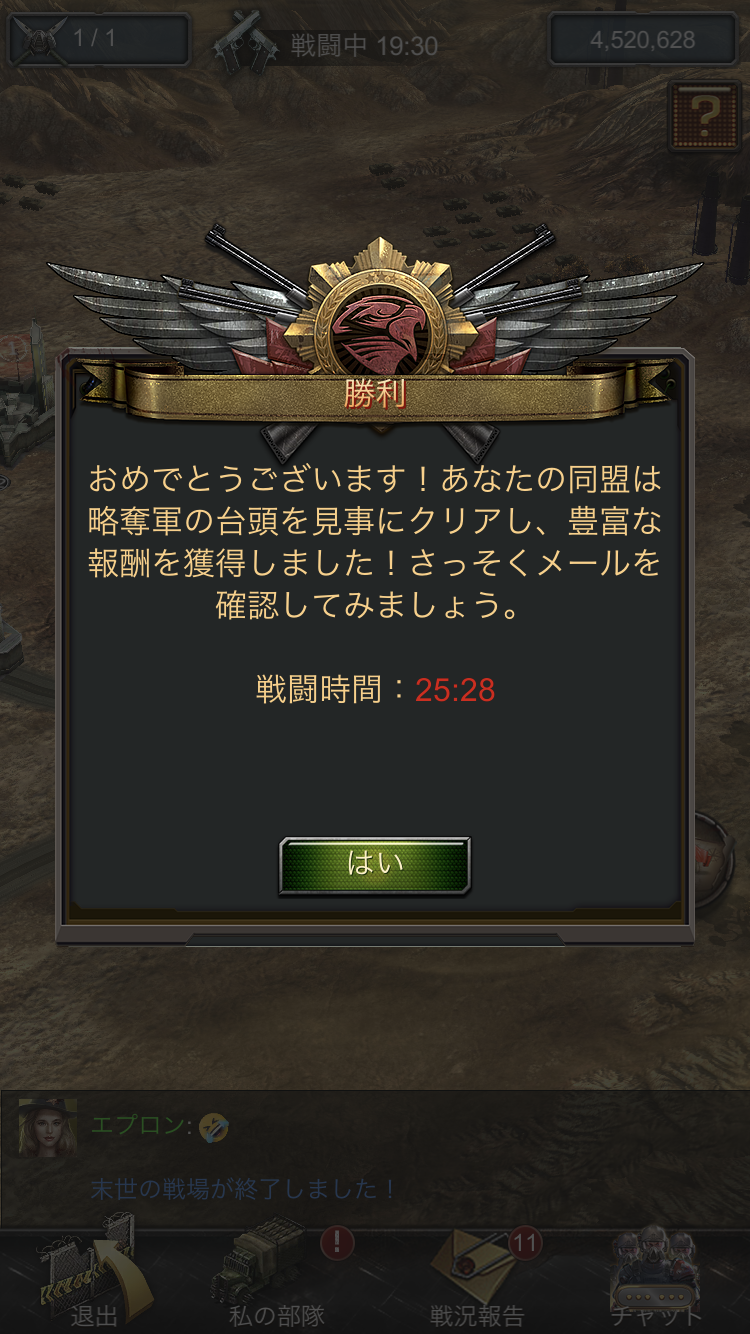 1 / 1
戦闘中 19:30
4,520,628
?
勝利
おめでとうございます！あなたの同盟は
略奪軍の台頭を見事にクリアし、豊富な
報酬を獲得しました！さっそくメールを
確認してみましょう。
戦闘時間：25:28
はい
エプロン:🤣
末世の戦場が終了しました！
!
11
退出
私の部隊
戦況報告
チャット